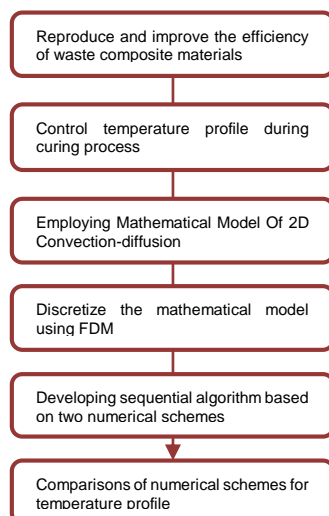 Reproduce and improve the efficiency
of waste composite materials
Control temperature profile during
curing process
Employing Mathematical Model Of 2D
Convection-diffusion
Discretize the mathematical model
using FDM
Developing sequential algorithm based
on two numerical schemes
Comparisons of numerical schemes for
temperature profile